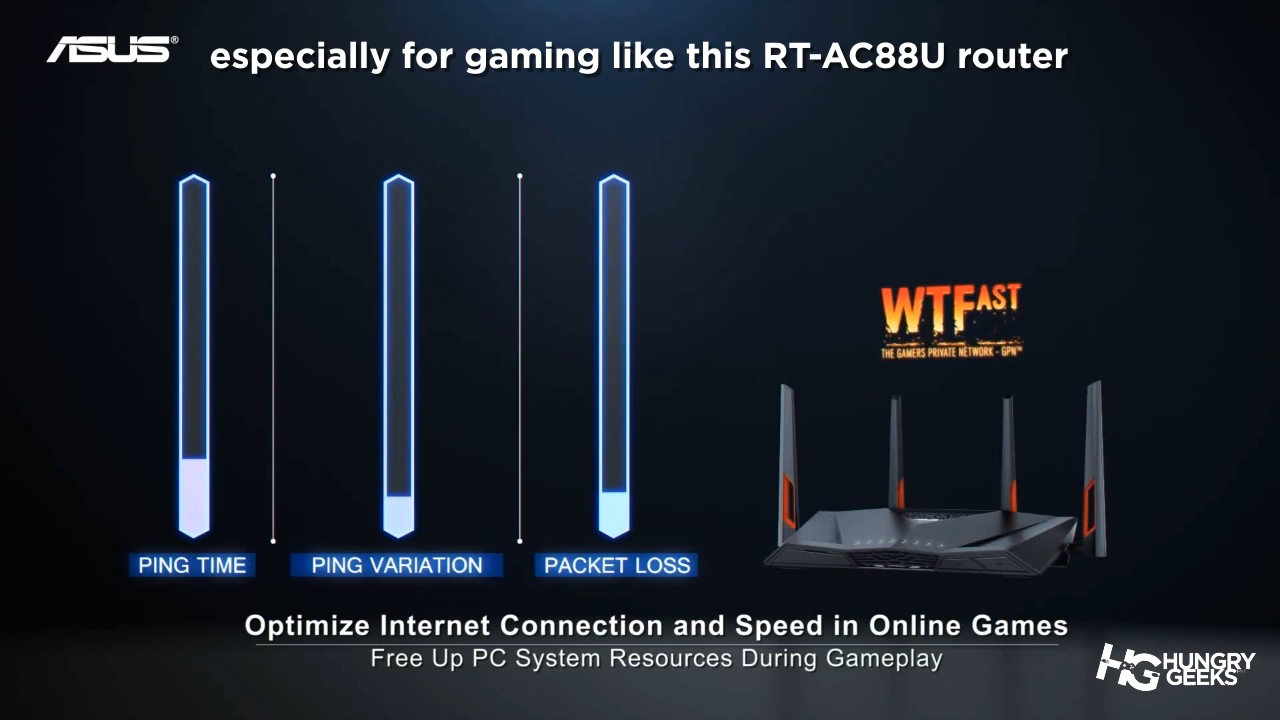 ASUS®
especially for gaming like this RT-AC88U router
WTFAST
THE GAMERS PRIVATE NETWORK - GPN™
PING TIME
PING VARIATION
PACKET LOSS
Optimize Internet Connection and Speed in Online Games
Free Up PC System Resources During Gameplay
HG HUNGRY
GEEKS